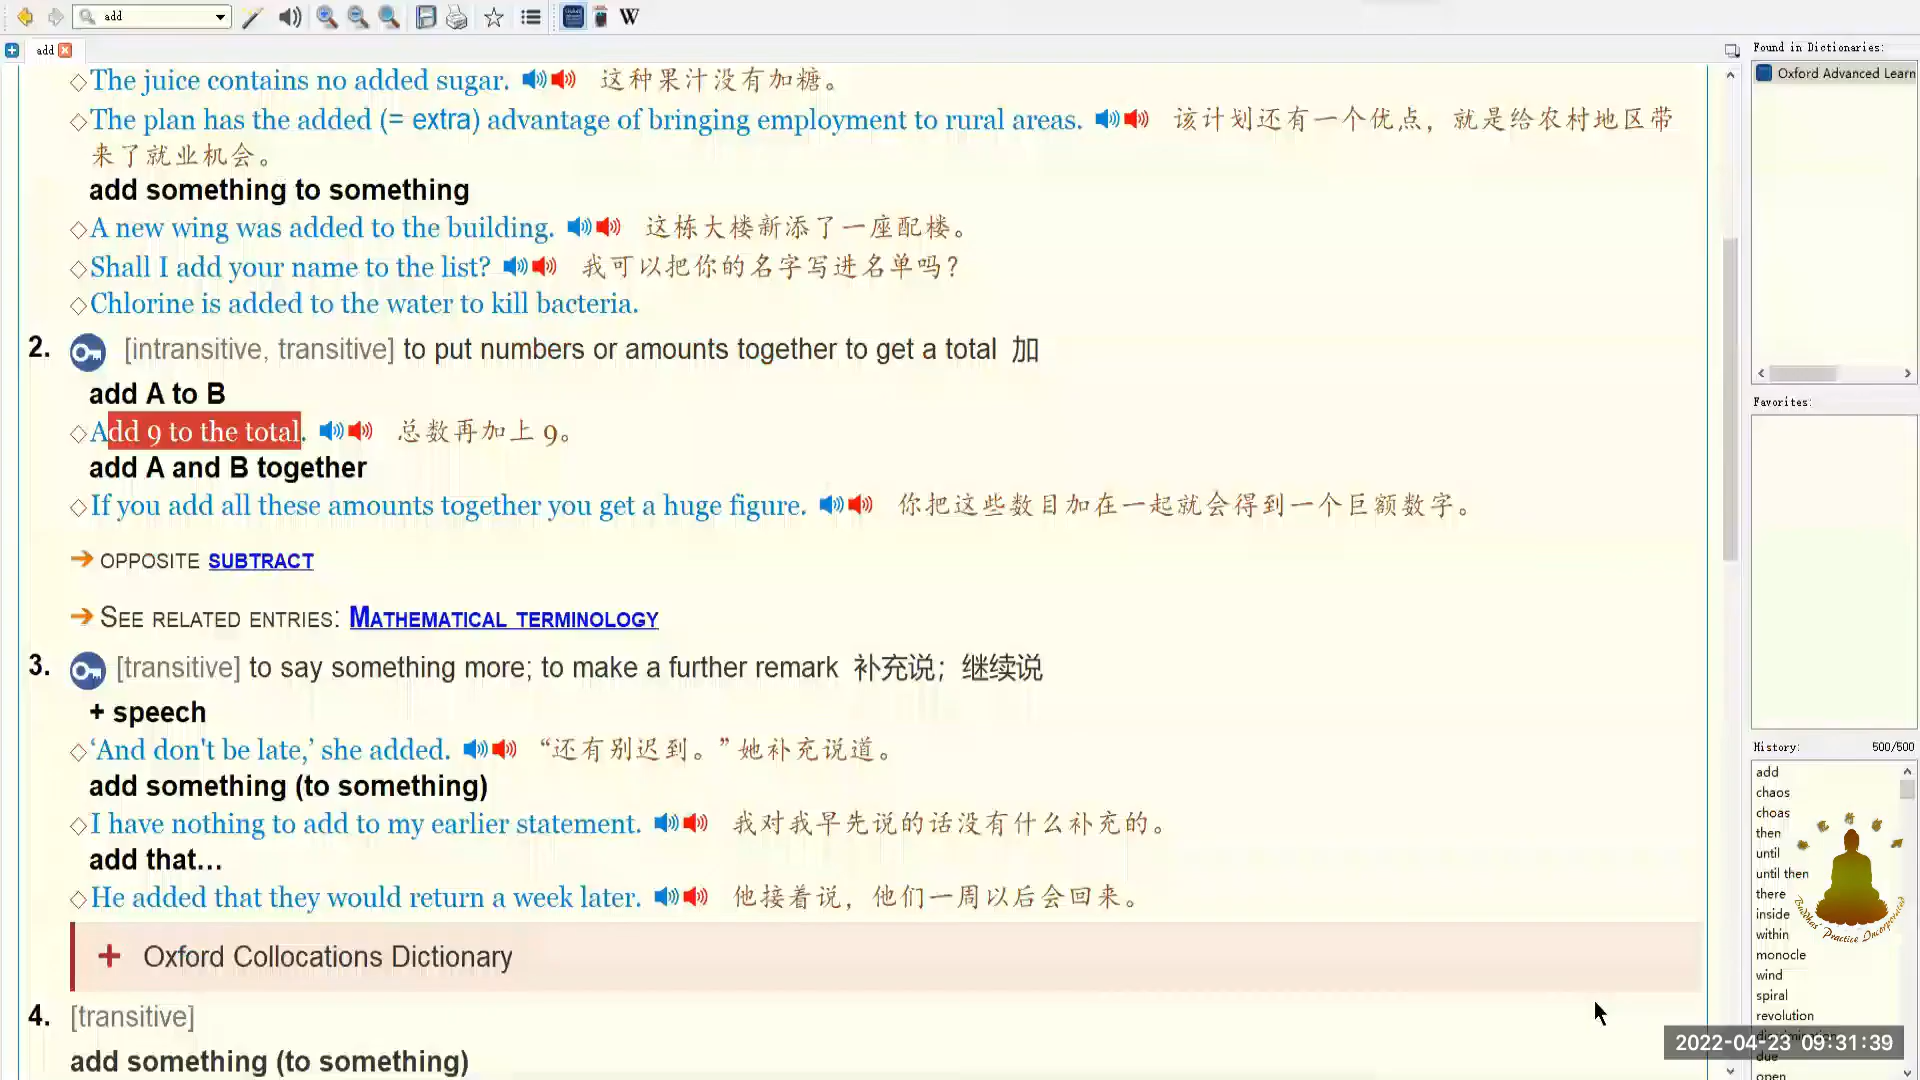 add
add
Found in Dictionaries:
Oxford Advanced Learn
The juice contains no added sugar. 这种果汁没有加糖。
The plan has the added (= extra) advantage of bringing employment to rural areas. 该计划还有一个优点，就是给农村地区带
来了就业机会。
add something to something
A new wing was added to the building. 这栋大楼新添了一座配楼。
Shall I add your name to the list? 我可以把你的名字写进名单吗？
Chlorine is added to the water to kill bacteria.
2. [intransitive, transitive] to put numbers or amounts together to get a total 加
add A to B
Add 9 to the total. 总数再加上 9。
add A and B together
If you add all these amounts together you get a huge figure. 你把这些数目加在一起就会得到一个巨额数字。
➔ OPPOSITE SUBTRACT
➔ SEE RELATED ENTRIES: MATHEMATICAL TERMINOLOGY
3. [transitive] to say something more; to make a further remark 补充说；继续说
+ speech
‘And don't be late,’ she added. “还有别迟到。”她补充说道。
add something (to something)
I have nothing to add to my earlier statement. 我对我早先说的话没有什么补充的。
add that…
He added that they would return a week later. 他接着说，他们一周以后会回来。
+ Oxford Collocations Dictionary
4. [transitive]
add something (to something)
Favorites:
History: 500/500
add
chaos
choas
then
until
until then
there
inside
within
monocle
wind
spiral
revolution
discrimination
due
open
Buddhas' Practice Incorporated
2022-04-23 09:31:39
W